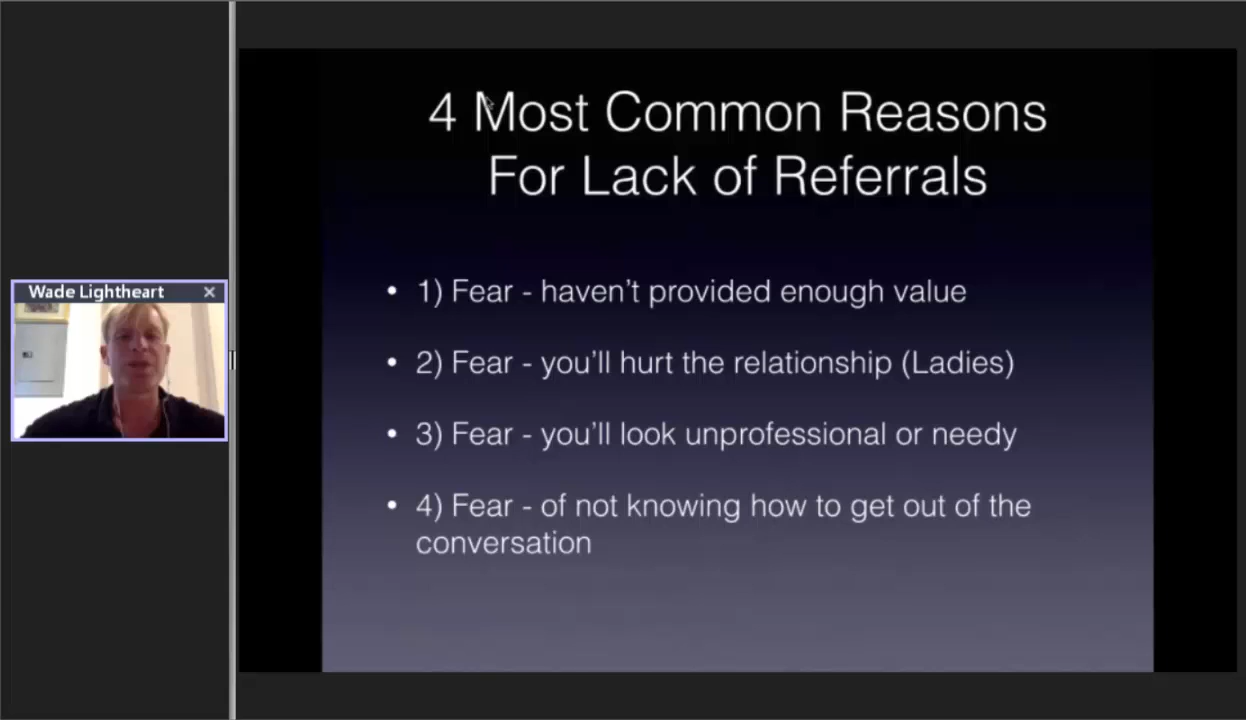 4 Most Common Reasons
For Lack of Referrals
Wade Lightheart
• 1) Fear - haven’t provided enough value
• 2) Fear - you’ll hurt the relationship (Ladies)
• 3) Fear - you’ll look unprofessional or needy
• 4) Fear - of not knowing how to get out of the
conversation